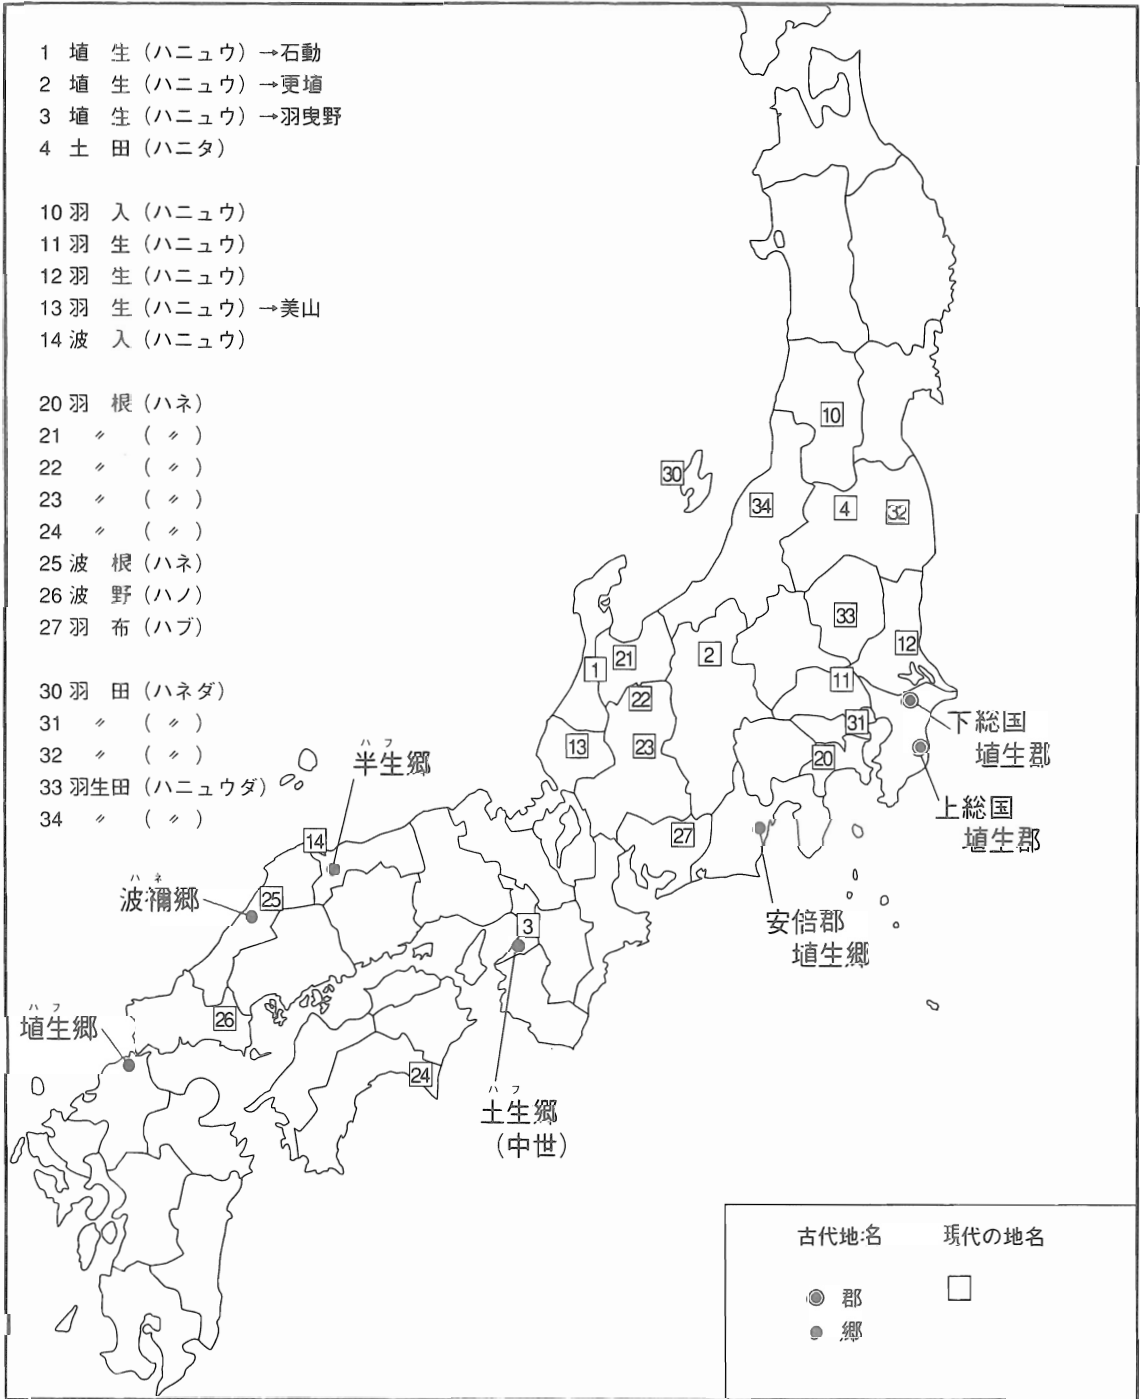 1 埴 生（ハニュウ）→石動
2 埴 生（ハニュウ）→更埴
3 埴 生（ハニュウ）→羽曳野
4 土 田（ハニタ）
10 羽 入（ハニュウ）
11 羽 生（ハニュウ）
12 羽 生（ハニュウ）
13 羽 生（ハニュウ）→美山
14 波 入（ハニュウ）
20 羽 根（ハネ）
21 〃 （〃）
22 〃 （〃）
23 〃 （〃）
24 〃 （〃）
25 波 根（ハネ）
26 波 野（ハノ）
27 羽 布（ハブ）
30 羽 田（ハネダ）
31 〃 （〃）
32 〃 （〃）
33 羽生田（ハニュウダ）
34 〃 （〃）
10
30
34
4
32
33
12
2
21
1
11
22
31
13
23
20
下総国
埴生郡
上総国
埴生郡
ハフ
半生郷
14
27
ハネ
波禰郷
25
3
安倍郡
埴生郷
ハフ
埴生郷
26
24
ハフ
土生郷
（中世）
古代地名 現代の地名
郡
郷